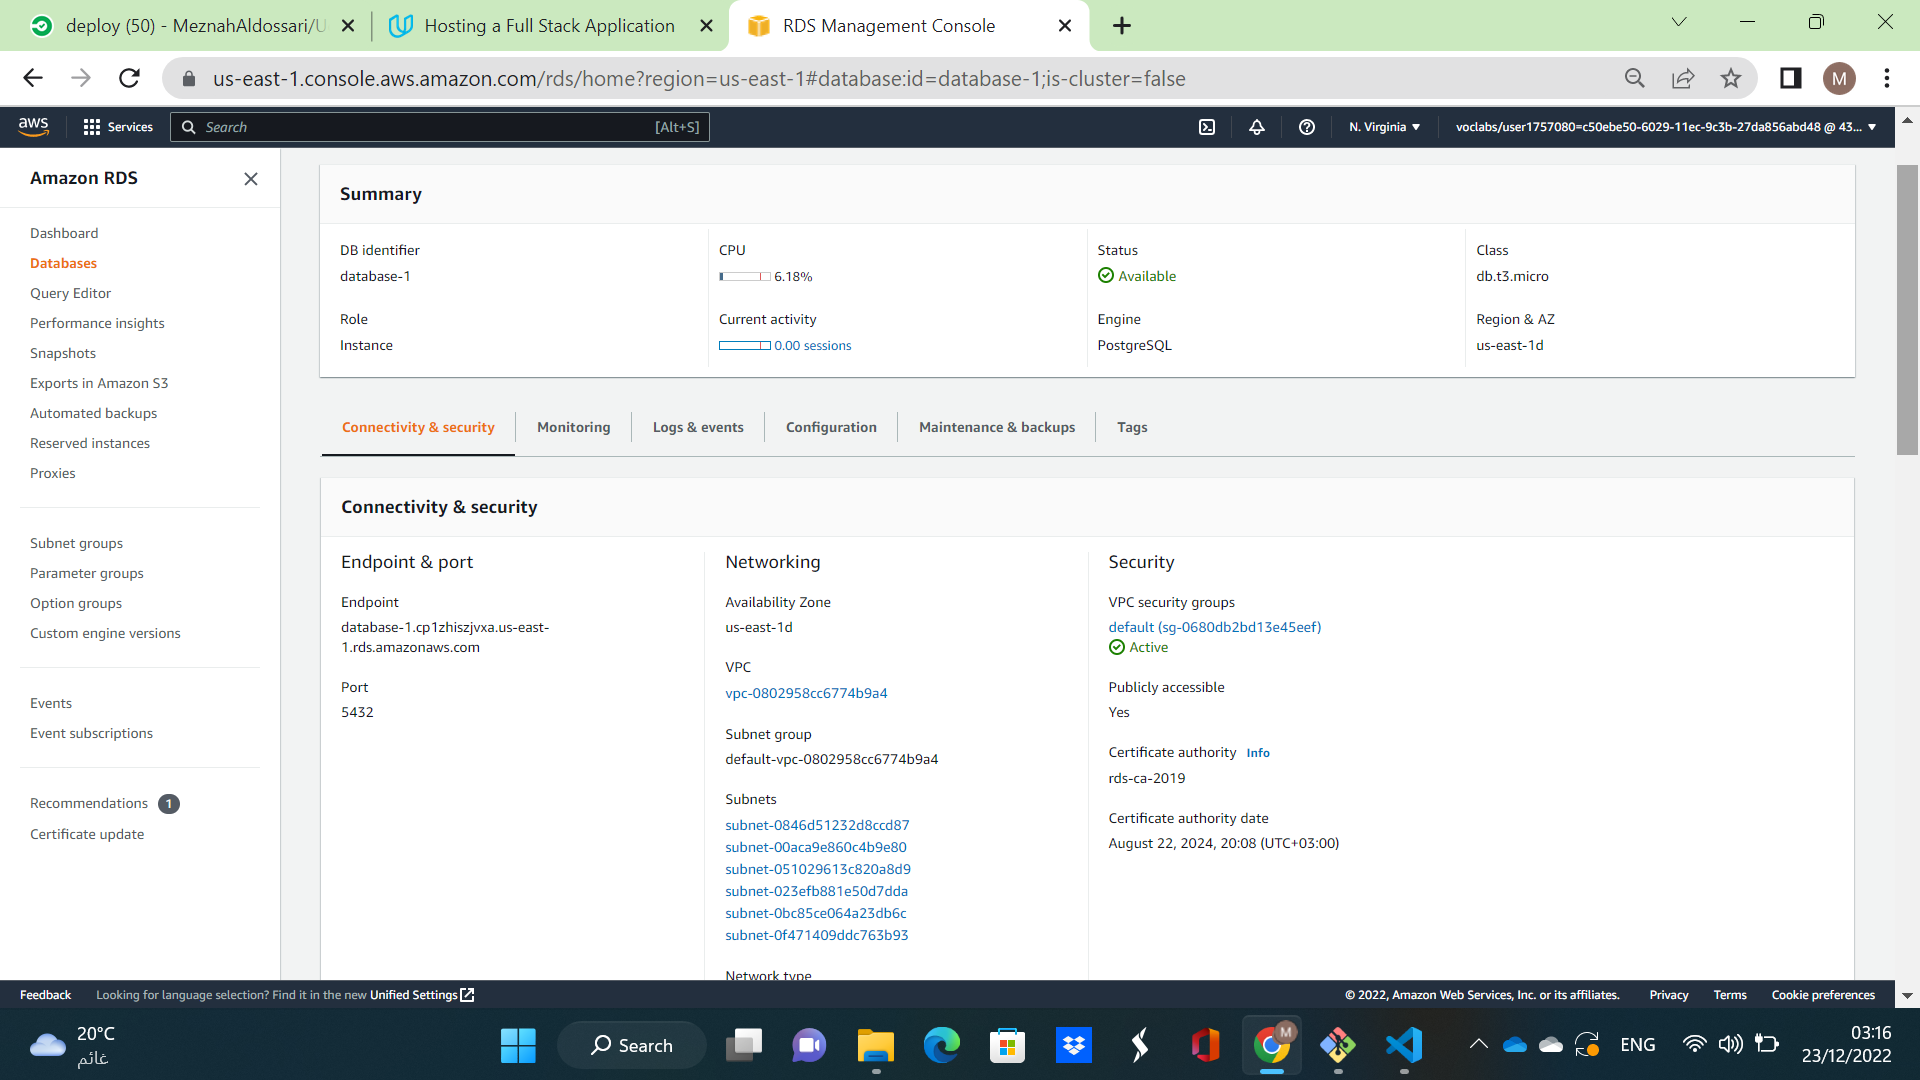 deploy (50) - MeznahAldossari/U
Hosting a Full Stack Application
RDS Management Console
us-east-1.console.aws.amazon.com/rds/home?region=us-east-1#database:id=database-1;is-cluster=false
M
aws
Services
Search
[Alt+S]
N. Virginia
voclabs/user1757080=c50ebe50-6029-11ec-9c3b-27da856abd48 @ 43...
Amazon RDS
Dashboard
Databases
Query Editor
Performance insights
Snapshots
Exports in Amazon S3
Automated backups
Reserved instances
Proxies
Subnet groups
Parameter groups
Option groups
Custom engine versions
Events
Event subscriptions
Recommendations 1
Certificate update
Summary
DB identifier
database-1
CPU
6.18%
Status
Available
Class
db.t3.micro
Role
Instance
Current activity
0.00 sessions
Engine
PostgreSQL
Region & AZ
us-east-1d
Connectivity & security
Monitoring
Logs & events
Configuration
Maintenance & backups
Tags
Connectivity & security
Endpoint & port
Endpoint
database-1.cp1zhiszjvxa.us-east-
1.rds.amazonaws.com
Port
5432
Networking
Availability Zone
us-east-1d
VPC
vpc-0802958cc6774b9a4
Subnet group
default-vpc-0802958cc6774b9a4
Subnets
subnet-0846d51232d8ccd87
subnet-00aca9e860c4b9e80
subnet-051029613c820a8d9
subnet-023efb881e50d7dda
subnet-0bc85ce064a23db6c
subnet-0f471409ddc763b93
Network type
Security
VPC security groups
default (sg-0680db2bd13e45eef)
Active
Publicly accessible
Yes
Certificate authority Info
rds-ca-2019
Certificate authority date
August 22, 2024, 20:08 (UTC+03:00)
Feedback
Looking for language selection? Find it in the new Unified Settings
© 2022, Amazon Web Services, Inc. or its affiliates.
Privacy
Terms
Cookie preferences
20°C
غائم
Search
M
ENG
03:16
23/12/2022